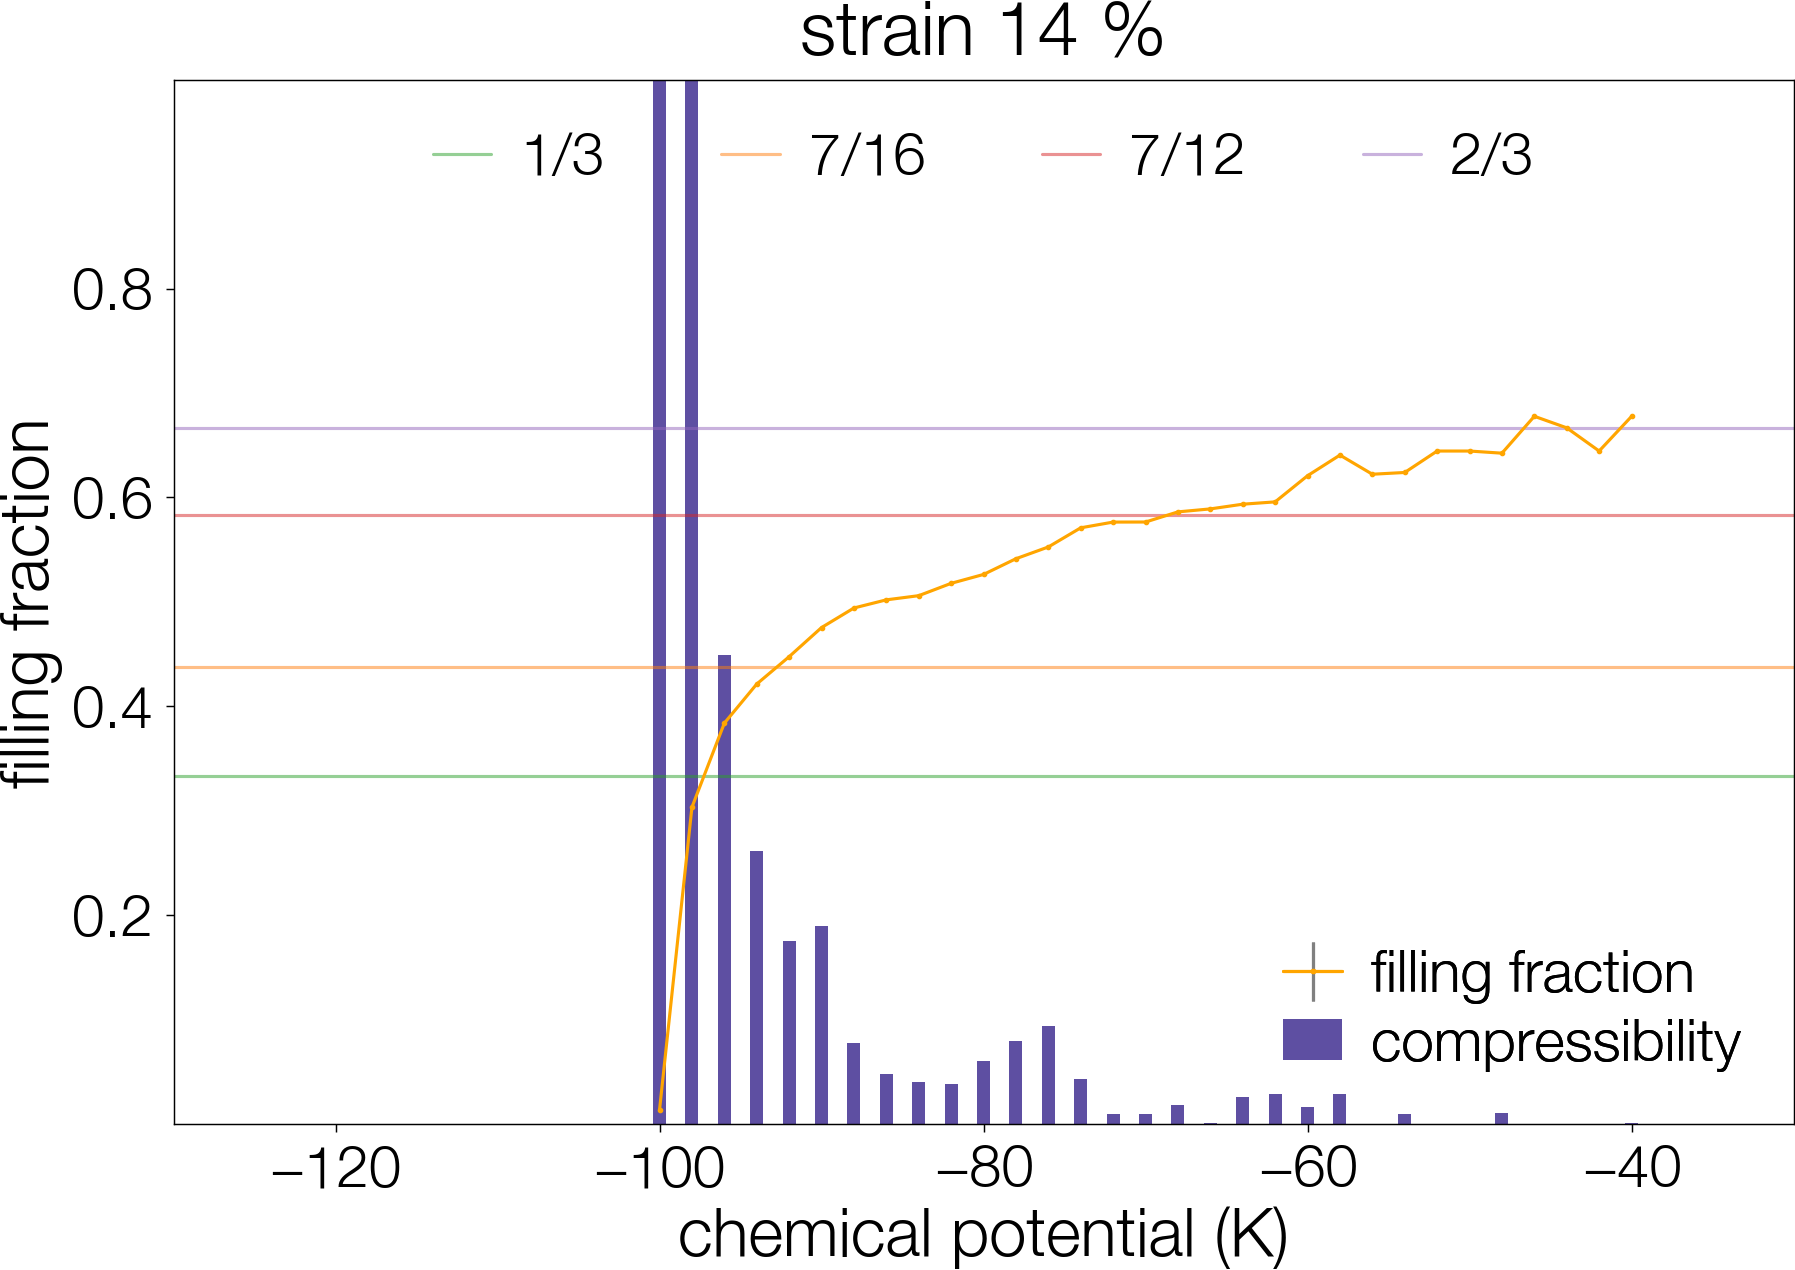 strain 14 %
1/3 7/16 7/12 2/3
0.8
0.6
0.4
0.2
filling fraction
filling fraction
compressibility
−120 −100 −80 −60 −40
chemical potential (K)